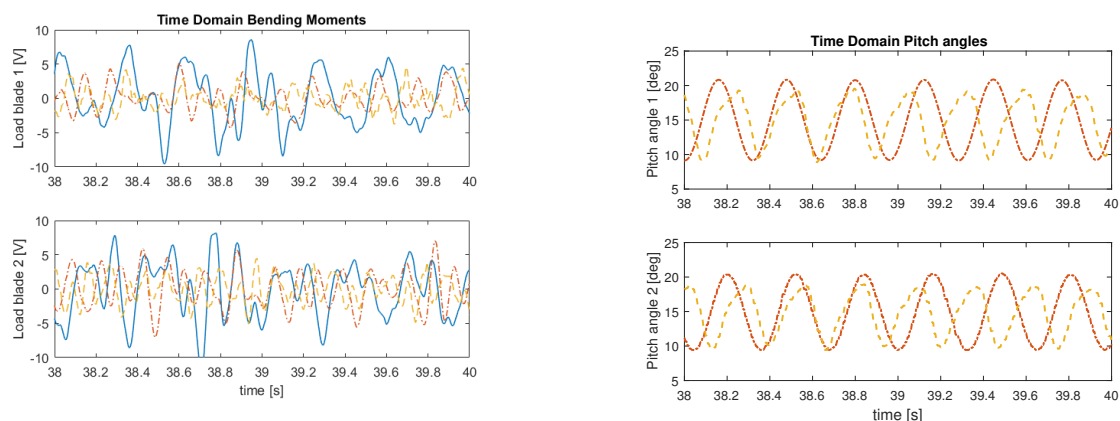 Time Domain Bending Moments
Load blade 1 [V]
10
5
0
-5
-10
38 38.2 38.4 38.6 38.8 39 39.2 39.4 39.6 39.8 40
Load blade 2 [V]
10
5
0
-5
-10
38 38.2 38.4 38.6 38.8 39 39.2 39.4 39.6 39.8 40
time [s]
Time Domain Pitch angles
Pitch angle 1 [deg]
25
20
15
10
5
38 38.2 38.4 38.6 38.8 39 39.2 39.4 39.6 39.8 40
Pitch angle 2 [deg]
25
20
15
10
5
38 38.2 38.4 38.6 38.8 39 39.2 39.4 39.6 39.8 40
time [s]